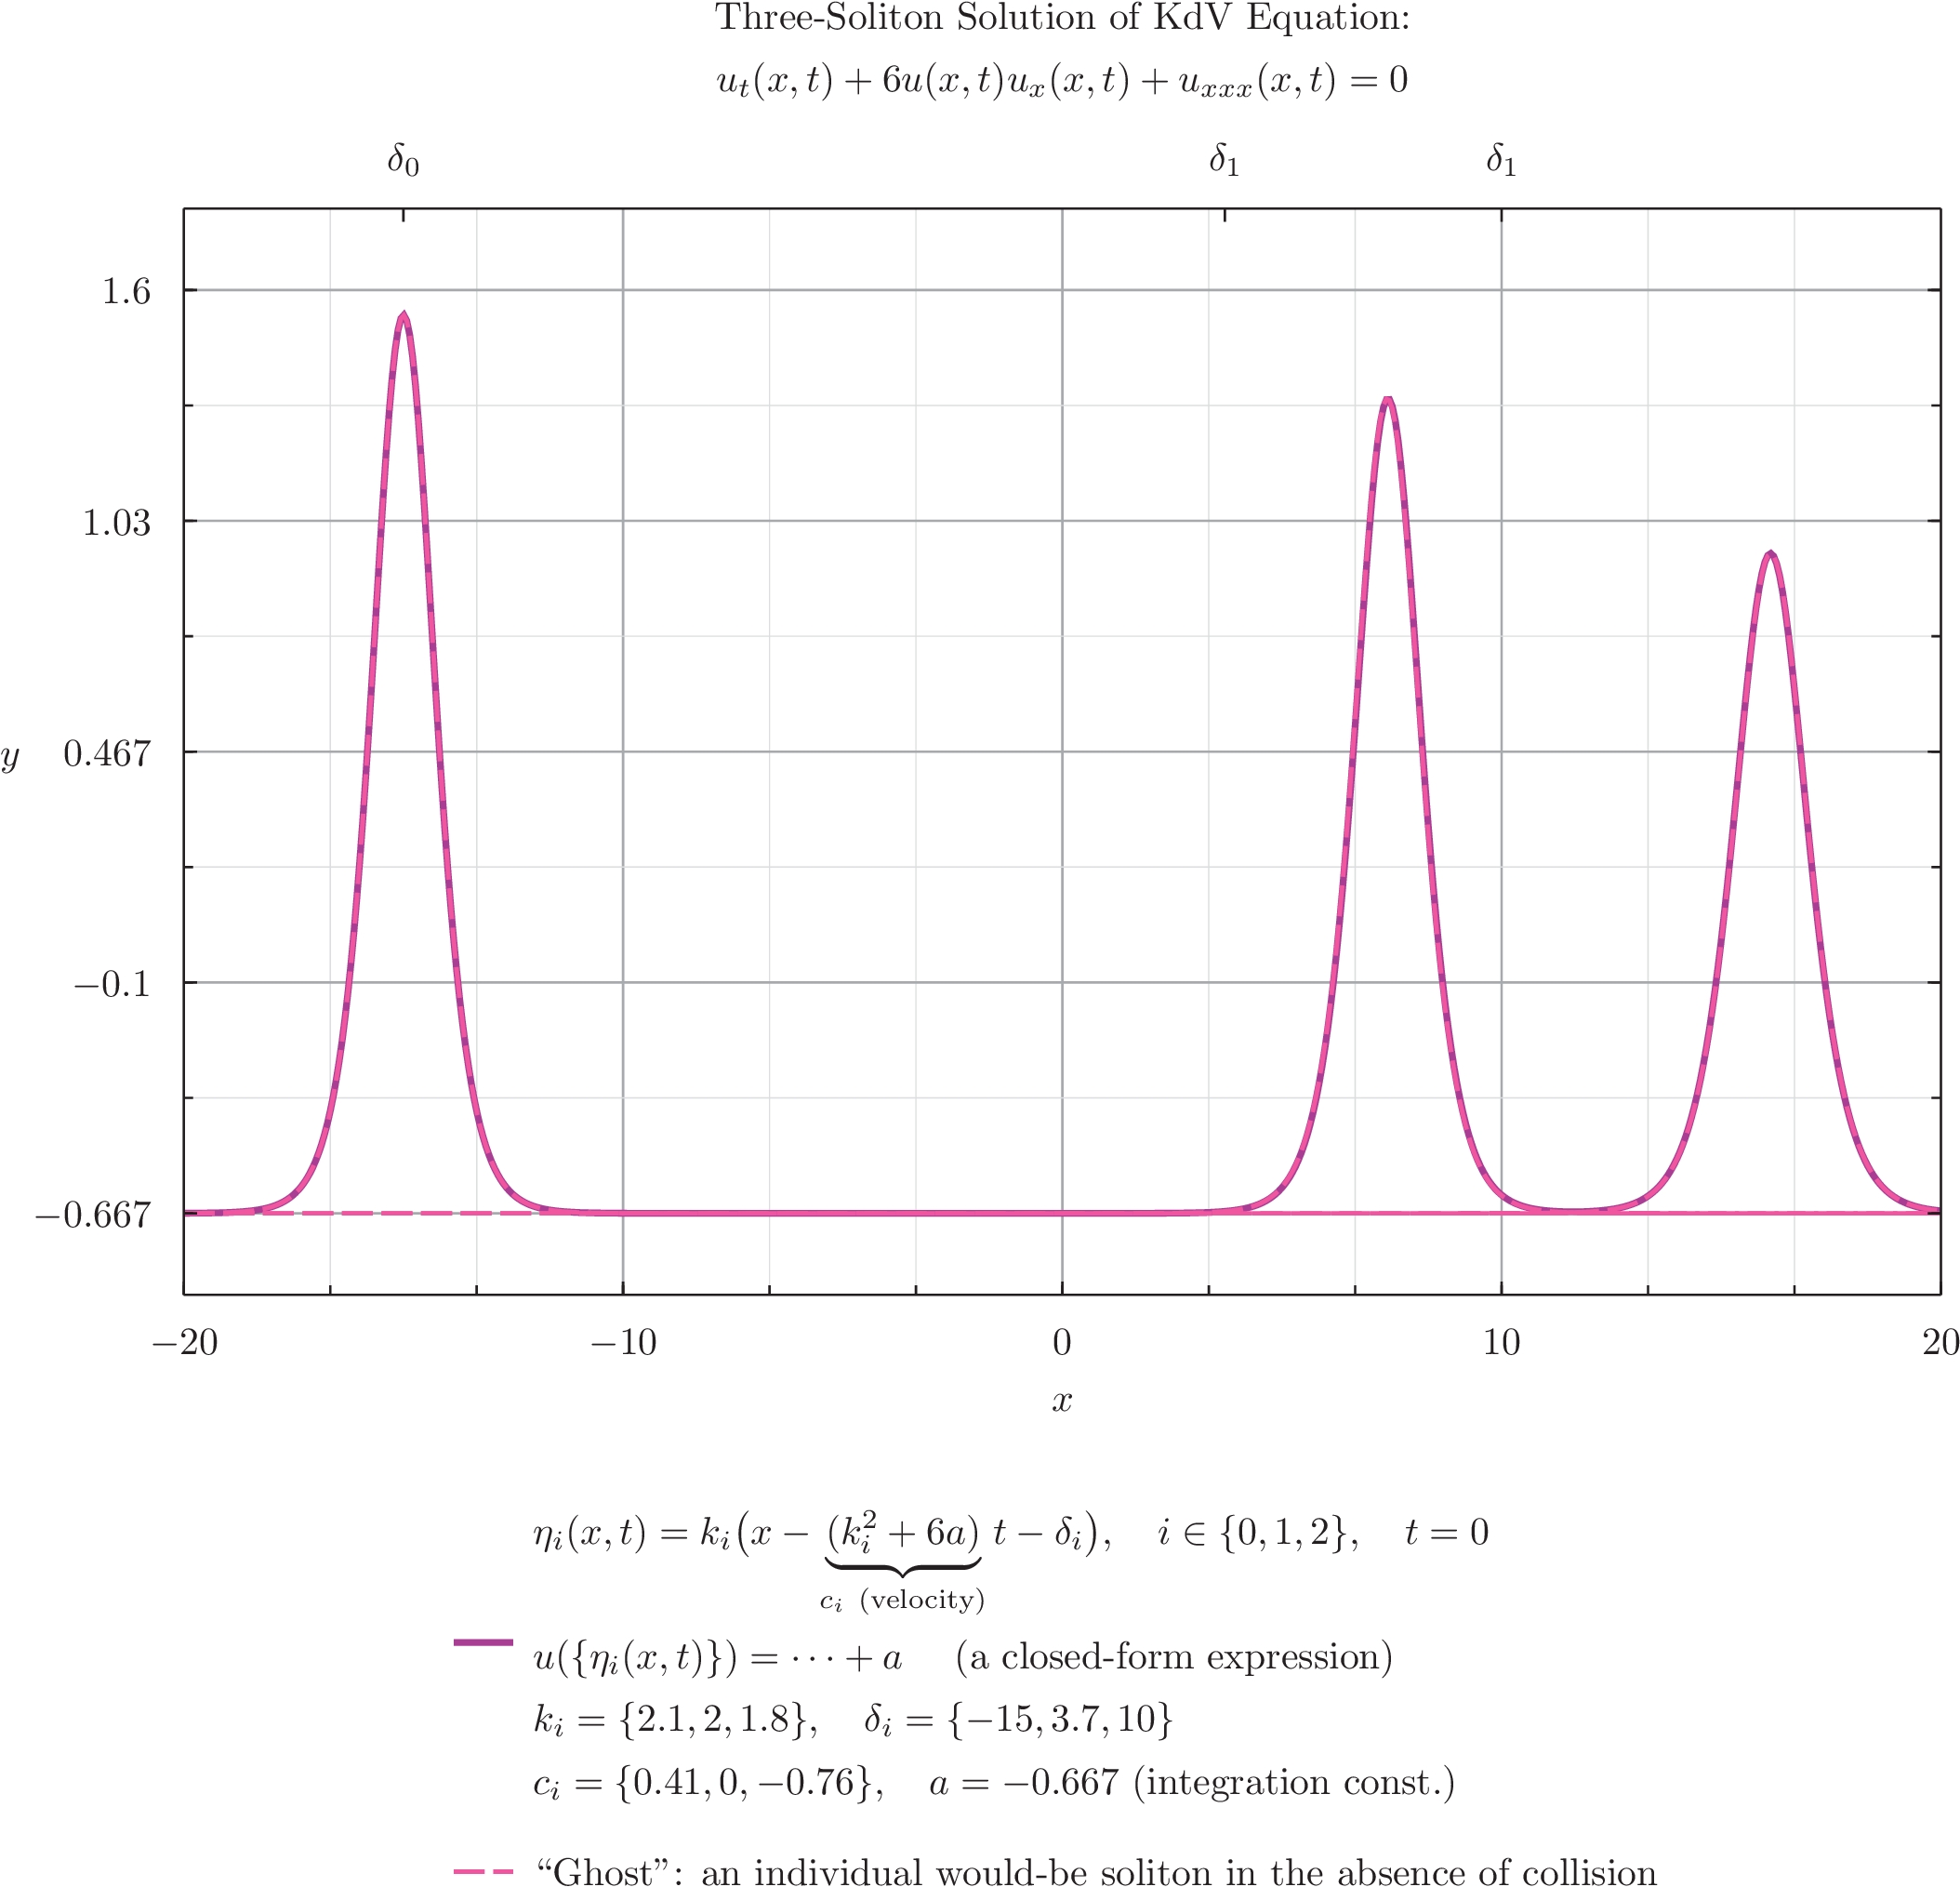 Three-Soliton Solution of KdV Equation:
u_t(x, t) + 6u(x, t)u_x(x, t) + u_{xxx}(x, t) = 0
δ_0 δ_1 δ_1
1.6
1.03
y 0.467
−0.1
−0.667
−20 −10 0 10 20
x
η_i(x, t) = k_i(x − (k_i^2 + 6a) t − δ_i), i ∈ {0, 1, 2}, t = 0
c_i (velocity)
u({η_i(x, t)}) = ⋯ + a (a closed-form expression)
k_i = {2.1, 2, 1.8}, δ_i = {−15, 3.7, 10}
c_i = {0.41, 0, −0.76}, a = −0.667 (integration const.)
“Ghost”: an individual would-be soliton in the absence of collision